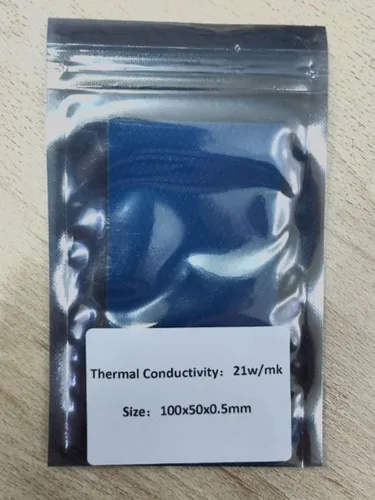 Thermal Conductivity：21w/mk
Size：100x50x0.5mm